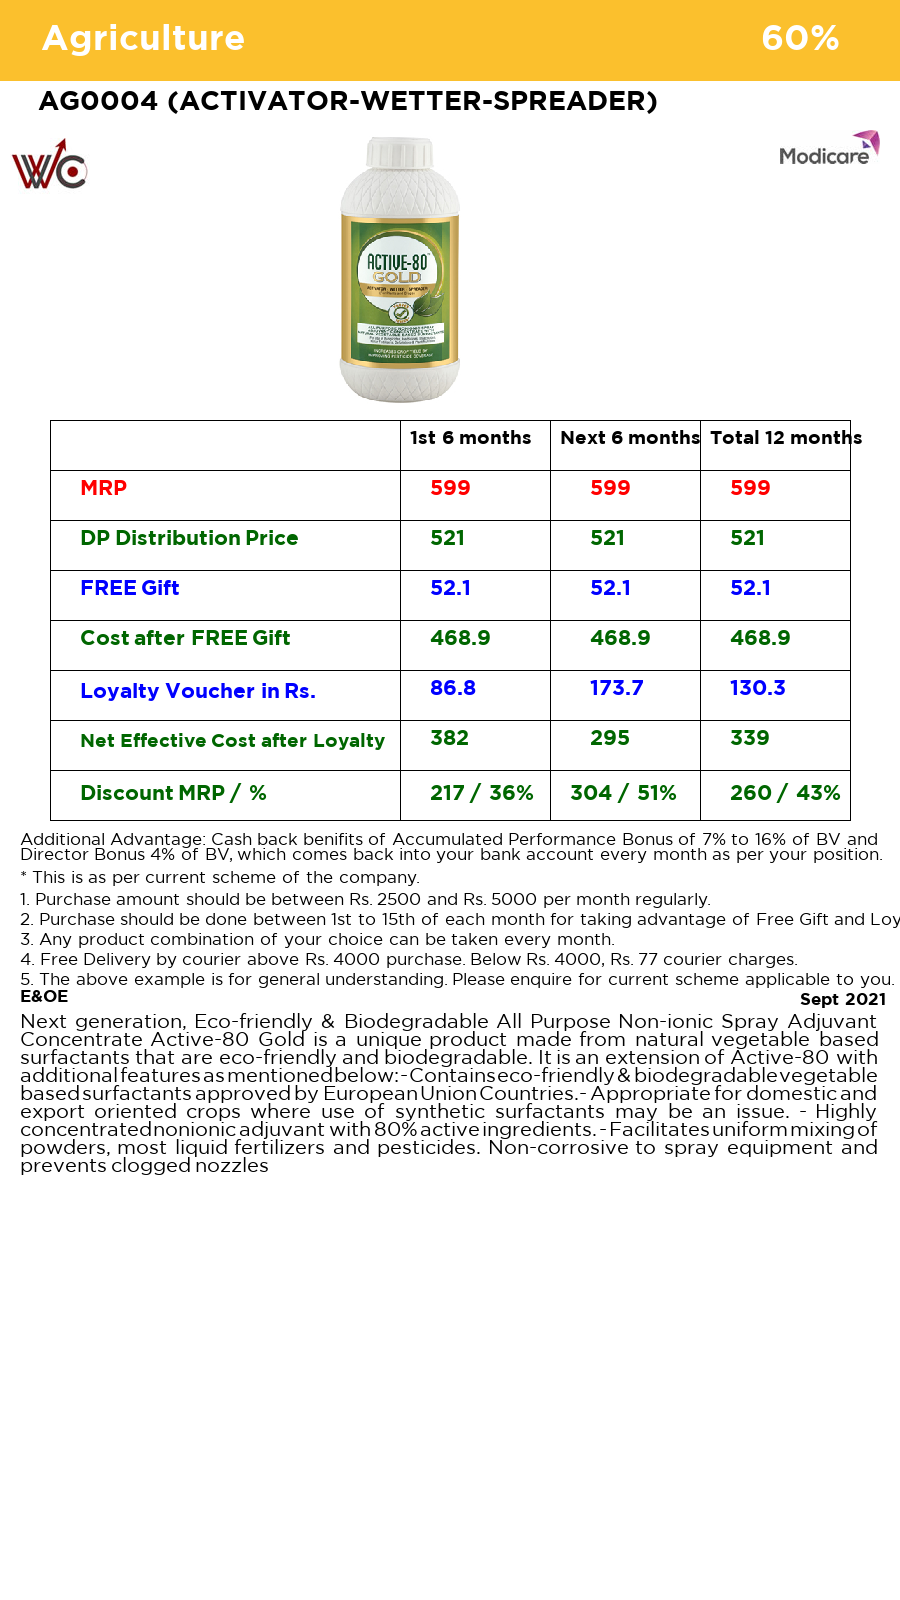 Agriculture 60%
AG0004 (ACTIVATOR-WETTER-SPREADER)
WC
Modicare
ACTIVE-80
GOLD
ACTIVATOR WETTER SPREADER
ALL PURPOSE NONIONIC SPRAY
INCREASES CROP YIELD BY
IMPROVING PESTICIDE COVERAGE
1st 6 months Next 6 months Total 12 months
MRP 599 599 599
DP Distribution Price 521 521 521
FREE Gift 52.1 52.1 52.1
Cost after FREE Gift 468.9 468.9 468.9
Loyalty Voucher in Rs. 86.8 173.7 130.3
Net Effective Cost after Loyalty 382 295 339
Discount MRP / % 217 / 36% 304 / 51% 260 / 43%
Additional Advantage: Cash back benifits of Accumulated Performance Bonus of 7% to 16% of BV and
Director Bonus 4% of BV, which comes back into your bank account every month as per your position.
* This is as per current scheme of the company.
1. Purchase amount should be between Rs. 2500 and Rs. 5000 per month regularly.
2. Purchase should be done between 1st to 15th of each month for taking advantage of Free Gift and Loy
3. Any product combination of your choice can be taken every month.
4. Free Delivery by courier above Rs. 4000 purchase. Below Rs. 4000, Rs. 77 courier charges.
5. The above example is for general understanding. Please enquire for current scheme applicable to you.
E&OE Sept 2021
Next generation, Eco-friendly & Biodegradable All Purpose Non-ionic Spray Adjuvant
Concentrate Active-80 Gold is a unique product made from natural vegetable based
surfactants that are eco-friendly and biodegradable. It is an extension of Active-80 with
additional features as mentioned below: - Contains eco-friendly & biodegradable vegetable
based surfactants approved by European Union Countries. - Appropriate for domestic and
export oriented crops where use of synthetic surfactants may be an issue. - Highly
concentrated nonionic adjuvant with 80% active ingredients. - Facilitates uniform mixing of
powders, most liquid fertilizers and pesticides. Non-corrosive to spray equipment and
prevents clogged nozzles